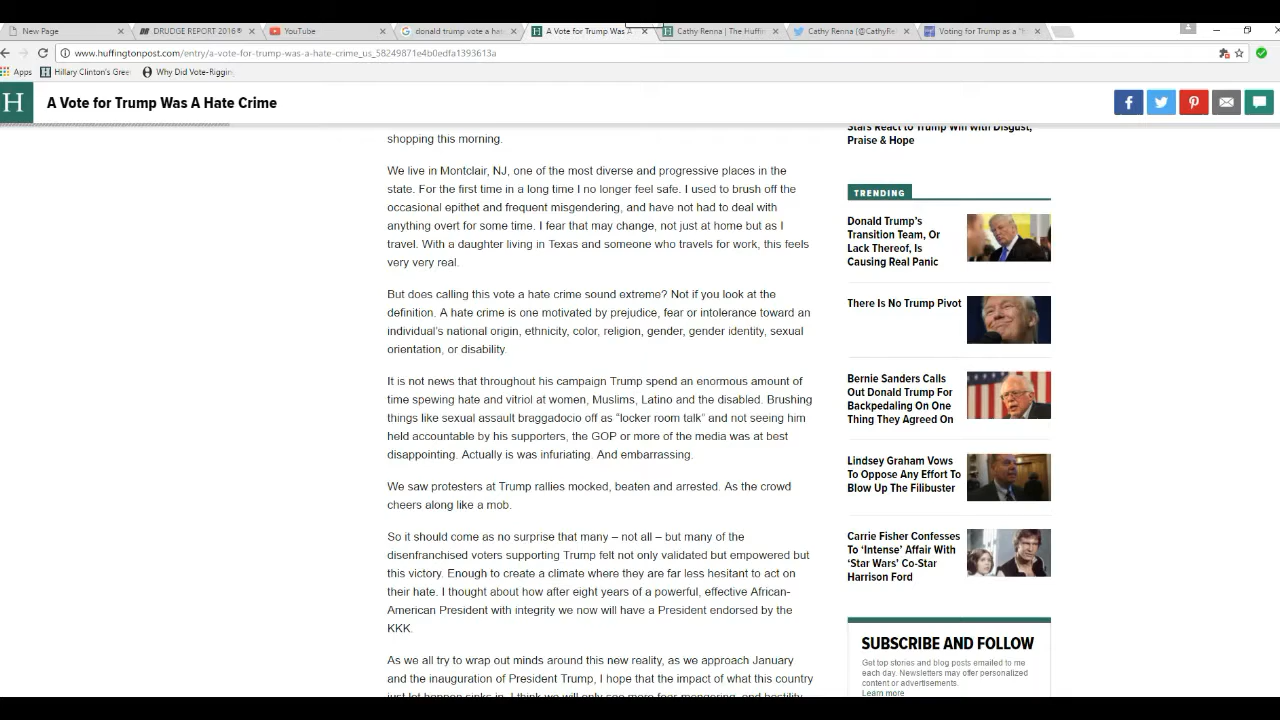 New Page
DRUDGE REPORT 2016®
YouTube
donald trump vote a hat
A Vote for Trump Was A
Cathy Renna | The Huffin
Cathy Renna (@CathyRe
Voting for Trump as a "h
www.huffingtonpost.com/entry/a-vote-for-trump-was-a-hate-crime_us_58249871e4b0edfa1393613a
Apps
Hillary Clinton's Gree
Why Did Vote-Riggin
H
A Vote for Trump Was A Hate Crime
shopping this morning.
We live in Montclair, NJ, one of the most diverse and progressive places in the
state. For the first time in a long time I no longer feel safe. I used to brush off the
occasional epithet and frequent misgendering, and have not had to deal with
anything overt for some time. I fear that may change, not just at home but as I
travel. With a daughter living in Texas and someone who travels for work, this feels
very very real.
But does calling this vote a hate crime sound extreme? Not if you look at the
definition. A hate crime is one motivated by prejudice, fear or intolerance toward an
individual's national origin, ethnicity, color, religion, gender, gender identity, sexual
orientation, or disability.
It is not news that throughout his campaign Trump spend an enormous amount of
time spewing hate and vitriol at women, Muslims, Latino and the disabled. Brushing
things like sexual assault braggadocio off as "locker room talk" and not seeing him
held accountable by his supporters, the GOP or more of the media was at best
disappointing. Actually is was infuriating. And embarrassing.
We saw protesters at Trump rallies mocked, beaten and arrested. As the crowd
cheers along like a mob.
So it should come as no surprise that many – not all – but many of the
disenfranchised voters supporting Trump felt not only validated but empowered but
this victory. Enough to create a climate where they are far less hesitant to act on
their hate. I thought about how after eight years of a powerful, effective African-
American President with integrity we now will have a President endorsed by the
KKK.
As we all try to wrap out minds around this new reality, as we approach January
and the inauguration of President Trump, I hope that the impact of what this country
just let happen sinks in. I think we will only see more fear-mongering, and hostility
Stars React to Trump Win with Disgust,
Praise & Hope
TRENDING
Donald Trump's
Transition Team, Or
Lack Thereof, Is
Causing Real Panic
There Is No Trump Pivot
Bernie Sanders Calls
Out Donald Trump For
Backpedaling On One
Thing They Agreed On
Lindsey Graham Vows
To Oppose Any Effort To
Blow Up The Filibuster
Carrie Fisher Confesses
To 'Intense' Affair With
'Star Wars' Co-Star
Harrison Ford
SUBSCRIBE AND FOLLOW
Get top stories and blog posts emailed to me
each day. Newsletters may offer personalized
content or advertisements.
Learn more